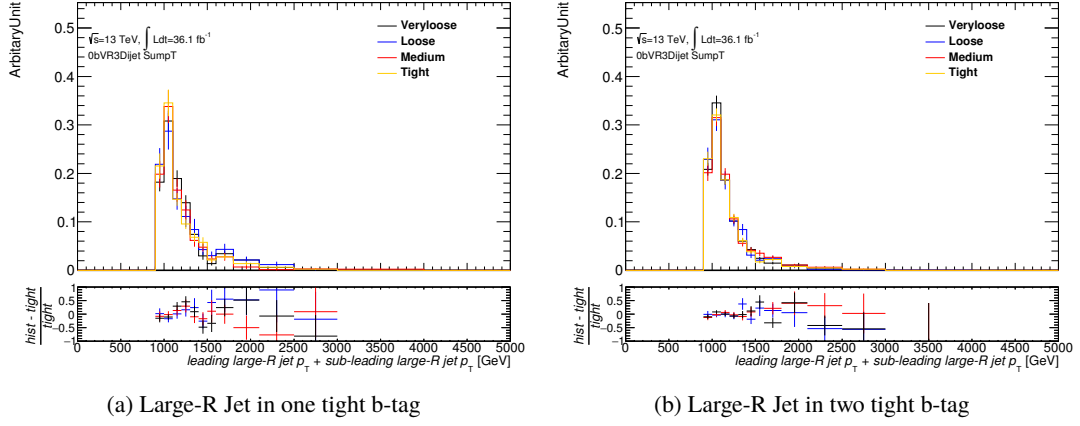 ArbitaryUnit
0.5
0.4
0.3
0.2
0.1
0
√s=13 TeV, ∫ Ldt=36.1 fb⁻¹
0bVR3Dijet SumpT
Veryloose
Loose
Medium
Tight
hist - tight
tight
1
0.5
0
−0.5
−1
0 500 1000 1500 2000 2500 3000 3500 4000 4500 5000
leading large-R jet p_T + sub-leading large-R jet p_T [GeV]
(a) Large-R Jet in one tight b-tag
ArbitaryUnit
0.5
0.4
0.3
0.2
0.1
0
√s=13 TeV, ∫ Ldt=36.1 fb⁻¹
0bVR3Dijet SumpT
Veryloose
Loose
Medium
Tight
hist - tight
tight
1
0.5
0
−0.5
−1
0 500 1000 1500 2000 2500 3000 3500 4000 4500 5000
leading large-R jet p_T + sub-leading large-R jet p_T [GeV]
(b) Large-R Jet in two tight b-tag